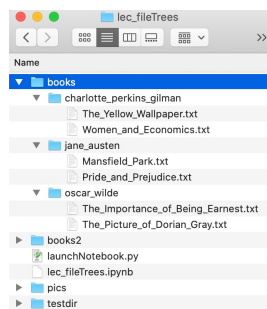 lec_fileTrees
Name
books
charlotte_perkins_gilman
The_Yellow_Wallpaper.txt
Women_and_Economics.txt
jane_austen
Mansfield_Park.txt
Pride_and_Prejudice.txt
oscar_wilde
The_Importance_of_Being_Earnest.txt
The_Picture_of_Dorian_Gray.txt
books2
launchNotebook.py
lec_fileTrees.ipynb
pics
testdir